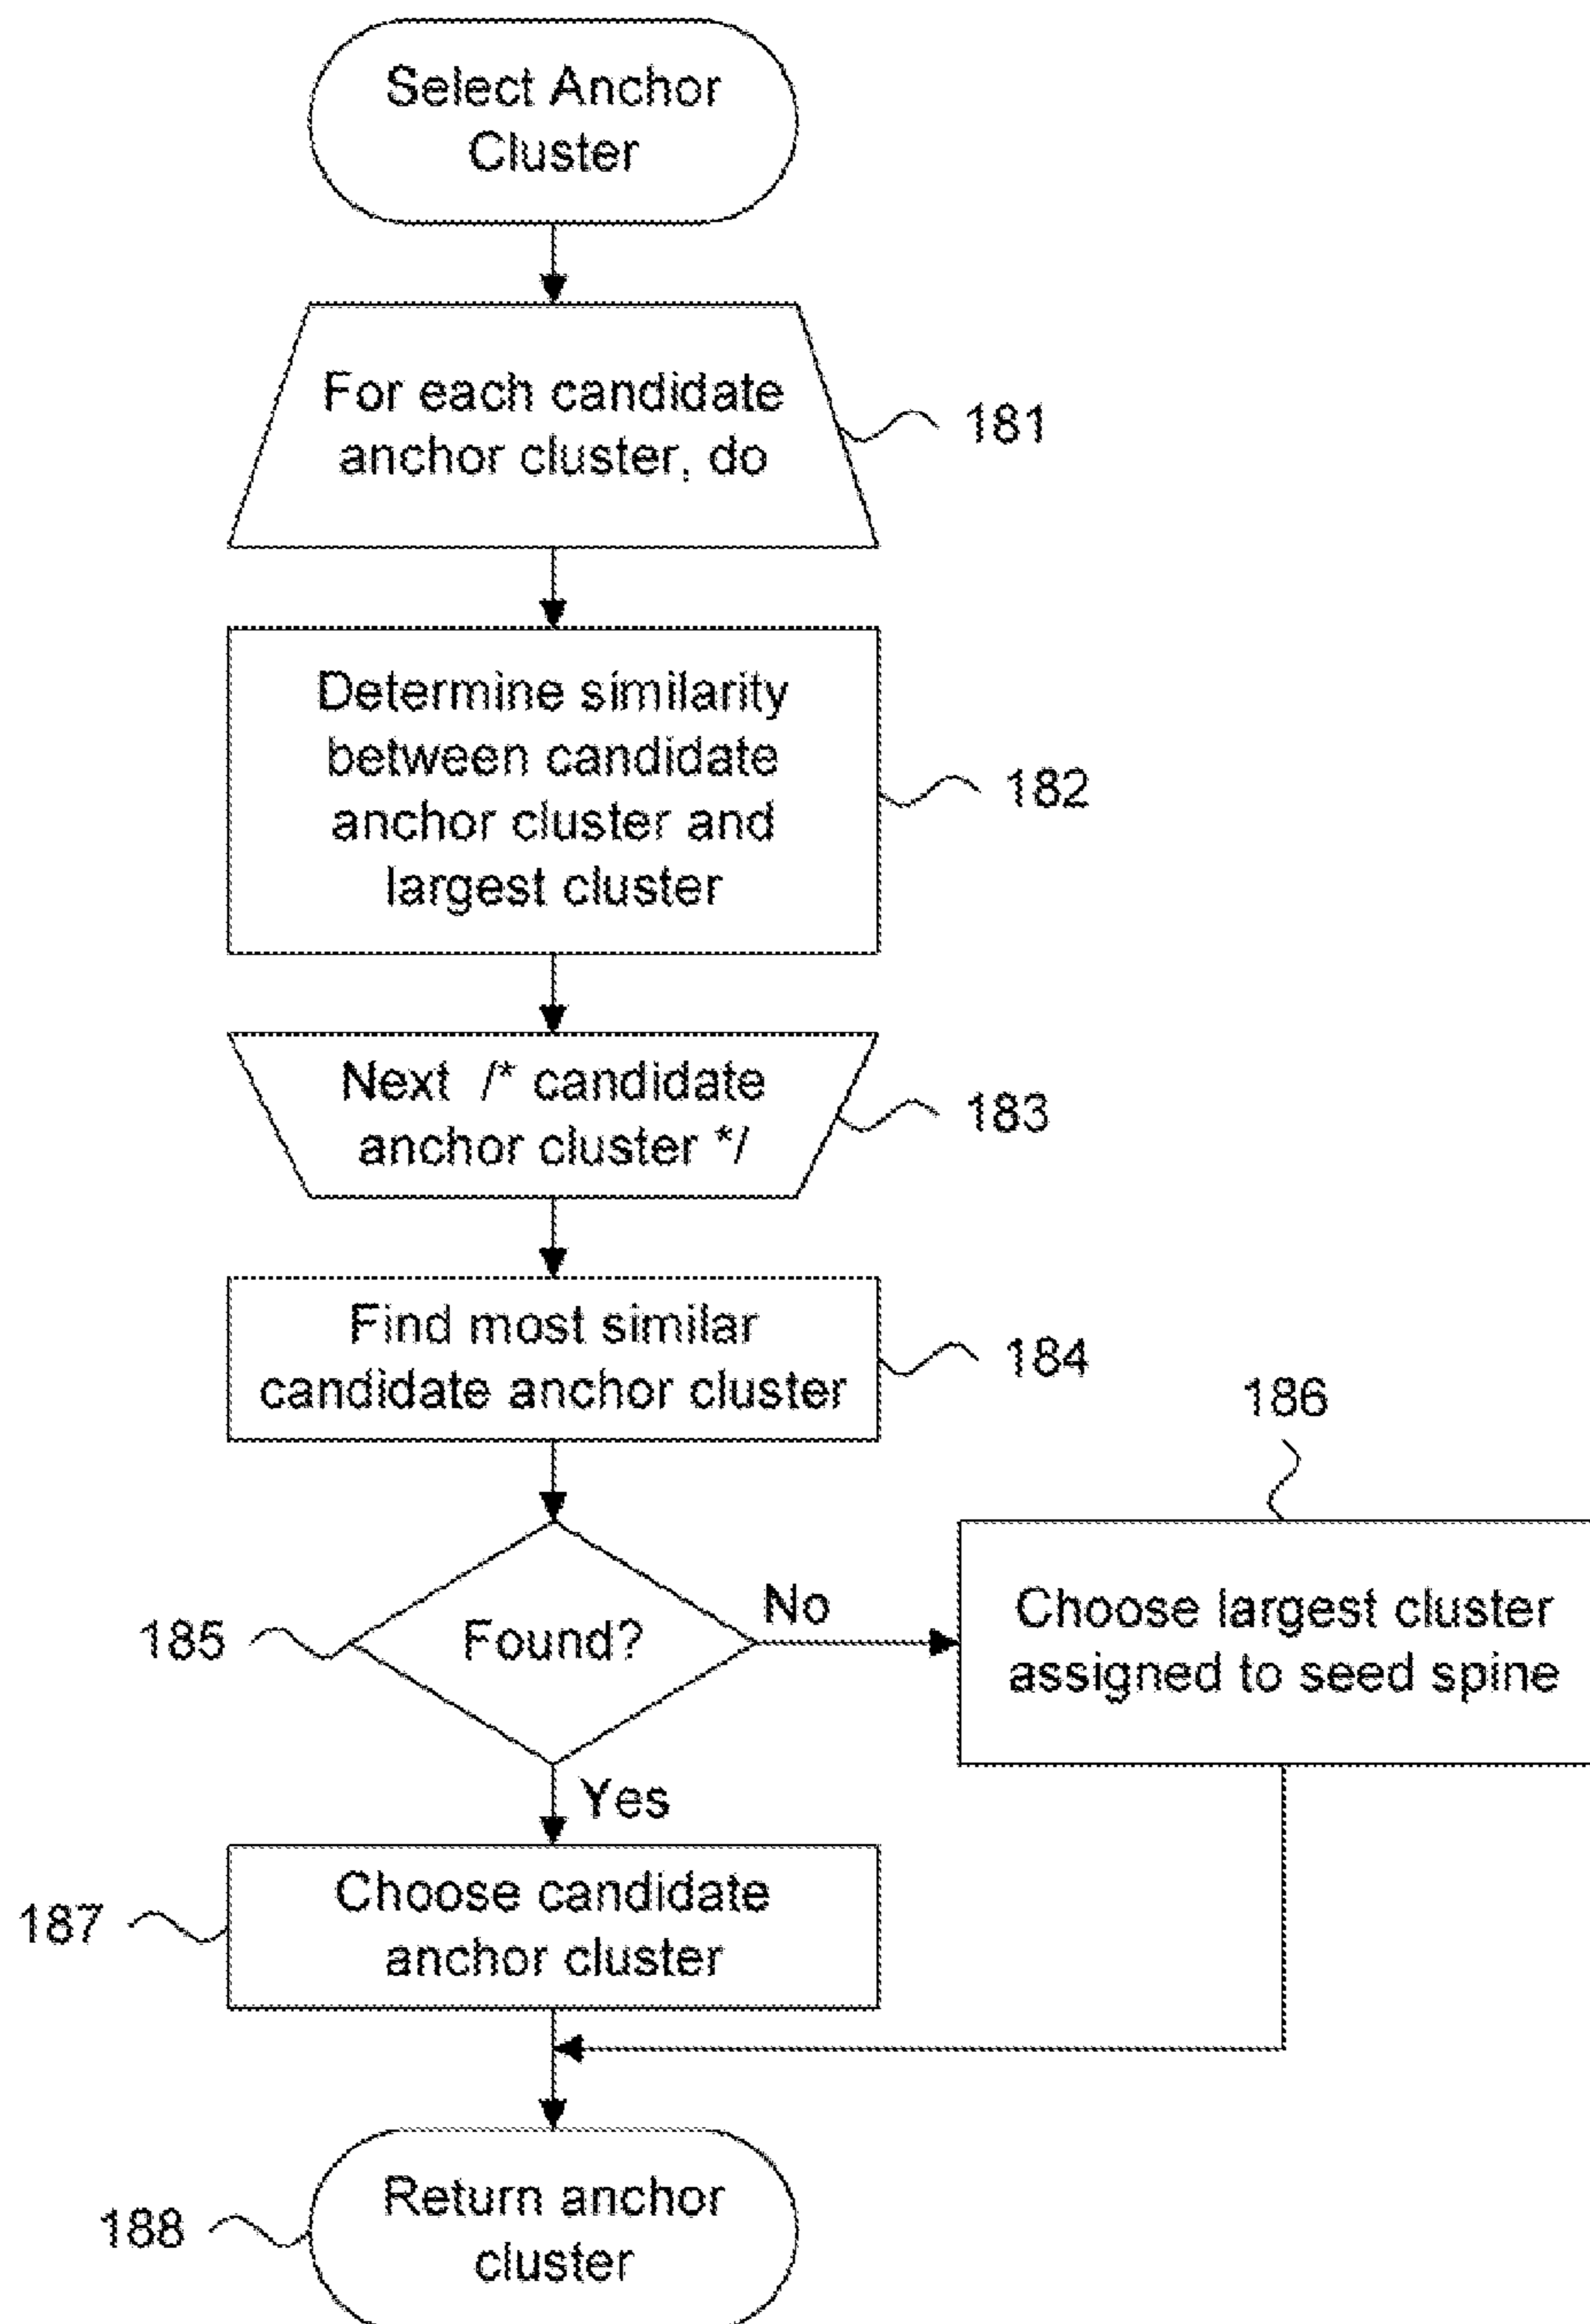 Select Anchor
Cluster
For each candidate
anchor cluster, do
181
Determine similarity
between candidate
anchor cluster and
largest cluster
182
Next /* candidate
anchor cluster */
183
Find most similar
candidate anchor cluster
184
186
185
Found?
No
Choose largest cluster
assigned to seed spine
Yes
187
Choose candidate
anchor cluster
188
Return anchor
cluster